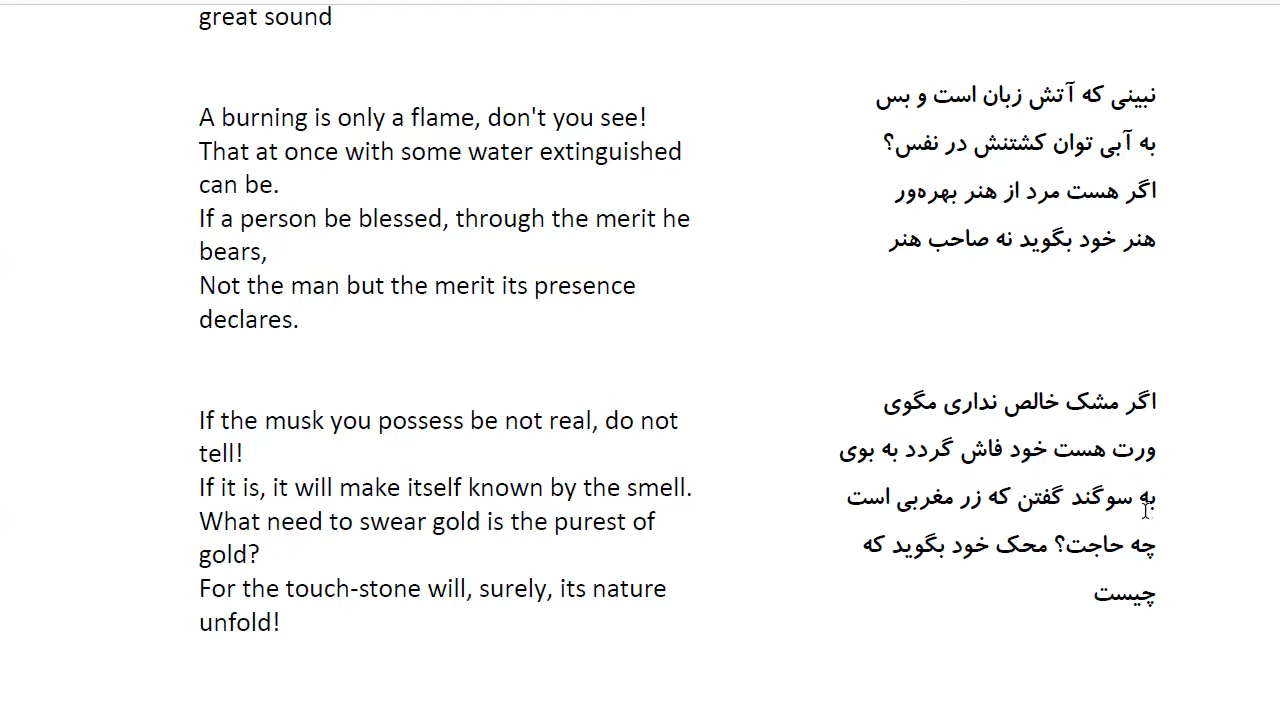 great sound
A burning is only a flame, don't you see!
That at once with some water extinguished
can be.
If a person be blessed, through the merit he
bears,
Not the man but the merit its presence
declares.
نبینی که آتش زبان است و بس
به آبی توان کشتنش در نفس؟
اگر هست مرد از هنر بهره‌ور
هنر خود بگوید نه صاحب هنر
If the musk you possess be not real, do not
tell!
If it is, it will make itself known by the smell.
What need to swear gold is the purest of
gold?
For the touch-stone will, surely, its nature
unfold!
اگر مشک خالص نداری مگوی
ورت هست خود فاش گردد به بوی
به سوگند گفتن که زر مغربی است
چه حاجت؟ محک خود بگوید که
چیست